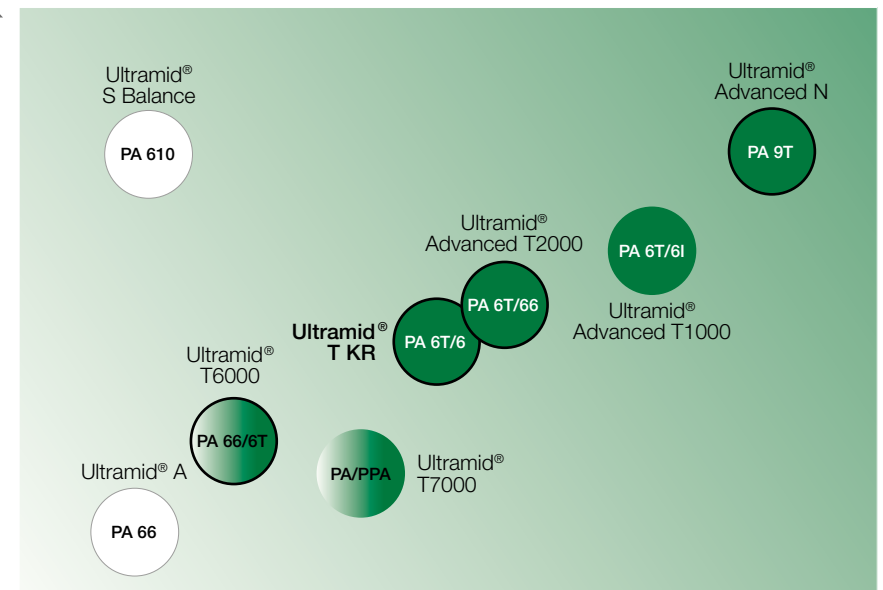 Ultramid®
S Balance
PA 610
Ultramid®
Advanced N
PA 9T
Ultramid®
Advanced T2000
PA 6T/66
PA 6T/6I
Ultramid®
Advanced T1000
Ultramid®
T KR
PA 6T/6
Ultramid®
T6000
PA 66/6T
PA/PPA
Ultramid®
T7000
Ultramid® A
PA 66